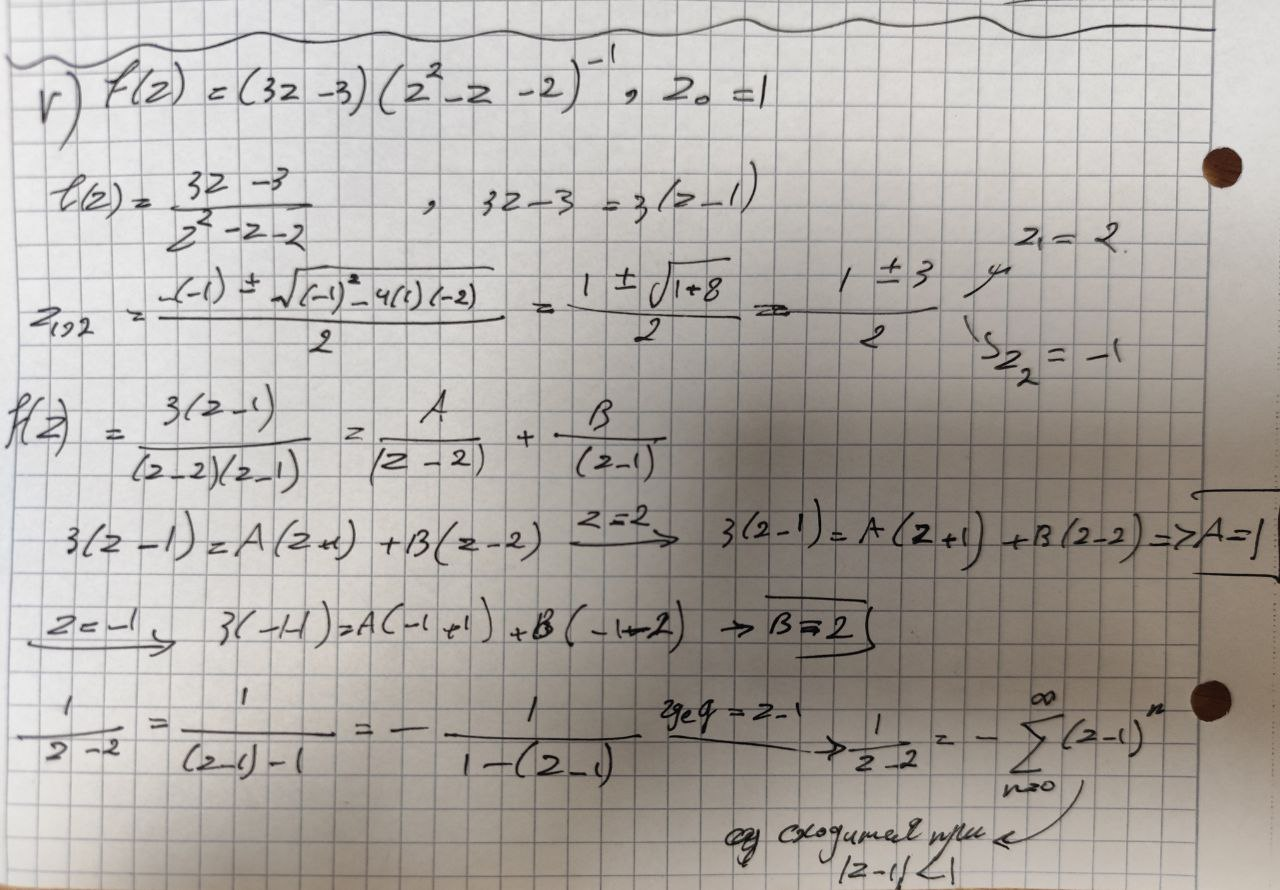 г) f(z) = (3z - 3)(z² - z - 2)⁻¹, z₀ = 1
f(z) = (3z - 3)/(z² - z - 2), 3z - 3 = 3(z - 1)
z₁,₂ = (-(-1) ± √((-1)² - 4(1)(-2)))/2 = (1 ± √(1+8))/2 = (1 ± 3)/2 z₁ = 2. z₂ = -1
f(z) = 3(z - 1)/((z - 2)(z - 1)) = A/(z - 2) + B/(z - 1)
3(z - 1) = A(z+1) + B(z - 2) z=2 → 3(z - 1) = A(z+1) + B(z - 2) => A = 1
z = -1 → 3(-1-1) = A(-1+1) + B(-1-2) → B = 2
1/(z - 2) = 1/((z-1) - 1) = - 1/(1 - (z - 1)) где q = z - 1 → 1/(z - 2) = - ∑_{n=0}^{∞} (z - 1)ⁿ
сходится при
|z - 1| < 1